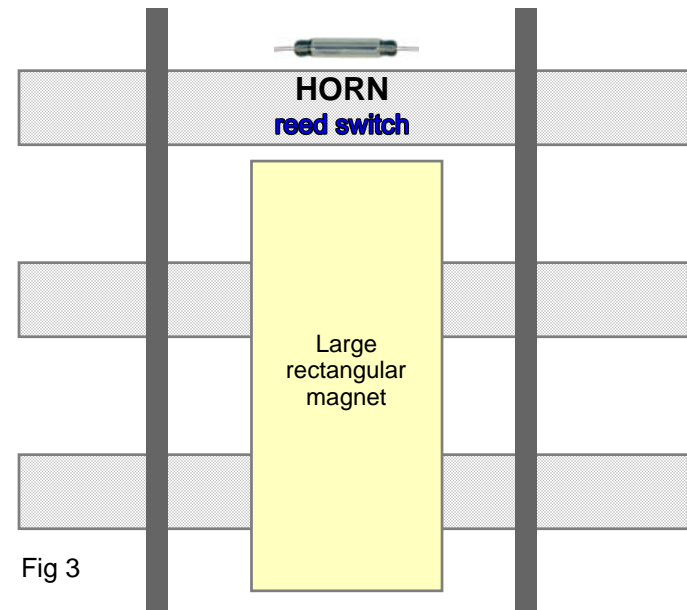 HORN
reed switch
Large
rectangular
magnet
Fig 3